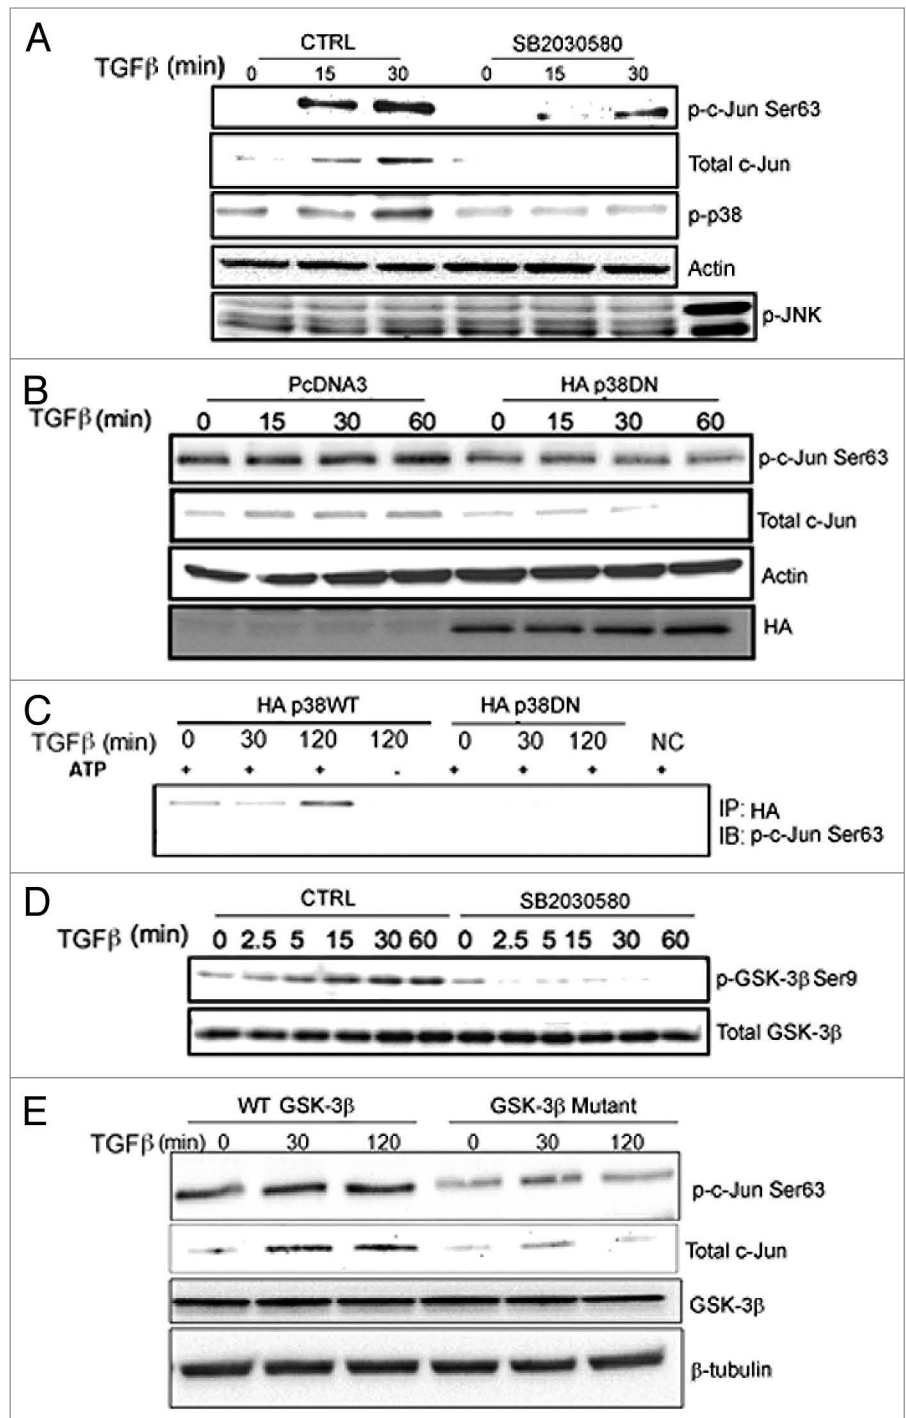 A
CTRL SB2030580
TGFβ (min) 0 15 30 0 15 30
p-c-Jun Ser63
Total c-Jun
p-p38
Actin
p-JNK
B
PcDNA3 HA p38DN
TGFβ (min) 0 15 30 60 0 15 30 60
p-c-Jun Ser63
Total c-Jun
Actin
HA
C
HA p38WT HA p38DN
TGFβ (min) 0 30 120 120 0 30 120 NC
ATP + + + - + + + +
IP: HA
IB: p-c-Jun Ser63
D
CTRL SB2030580
TGFβ (min) 0 2.5 5 15 30 60 0 2.5 5 15 30 60
p-GSK-3β Ser9
Total GSK-3β
E
WT GSK-3β GSK-3β Mutant
TGFβ (min) 0 30 120 0 30 120
p-c-Jun Ser63
Total c-Jun
GSK-3β
β-tubulin